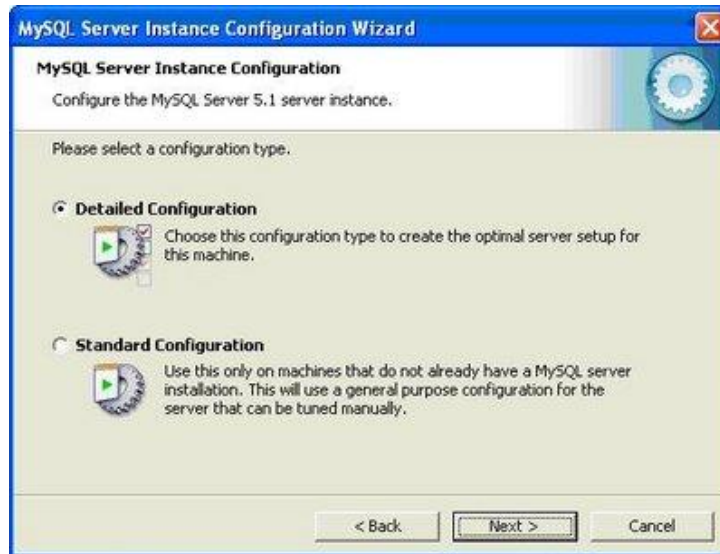 MySQL Server Instance Configuration Wizard
MySQL Server Instance Configuration
Configure the MySQL Server 5.1 server instance.
Please select a configuration type.
Detailed Configuration
Choose this configuration type to create the optimal server setup for
this machine.
Standard Configuration
Use this only on machines that do not already have a MySQL server
installation. This will use a general purpose configuration for the
server that can be tuned manually.
< Back
Next >
Cancel